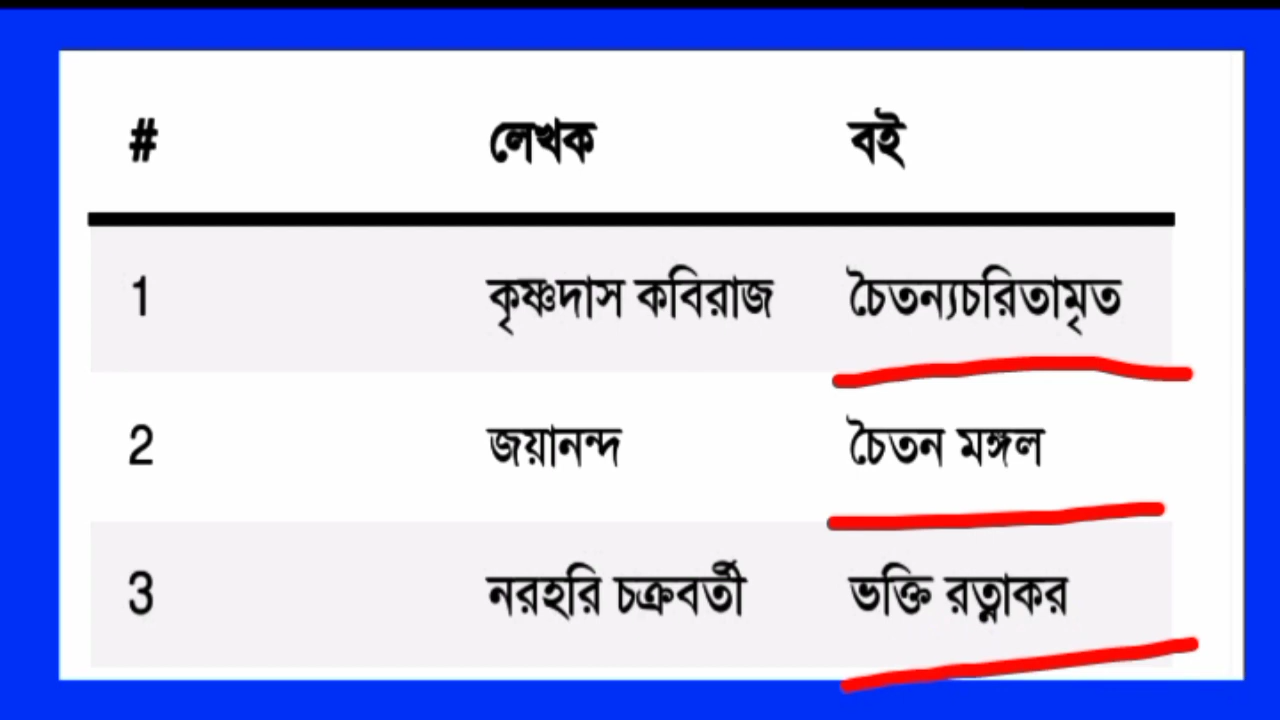 # লেখক বই
1 কৃষ্ণদাস কবিরাজ চৈতন্যচরিতামৃত
2 জয়ানন্দ চৈতন মঙ্গল
3 নরহরি চক্রবর্তী ভক্তি রত্নাকর